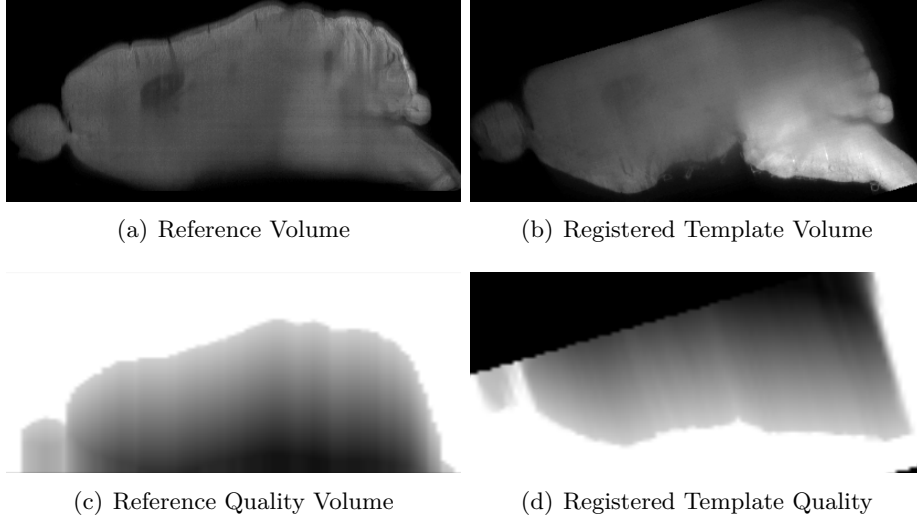 (a) Reference Volume
(b) Registered Template Volume
(c) Reference Quality Volume
(d) Registered Template Quality